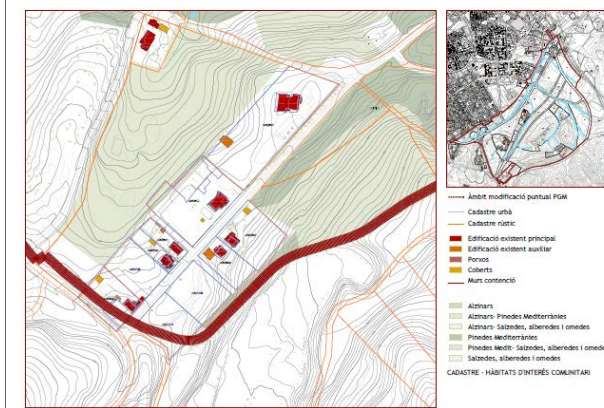 Àmbit modificació puntual PGM
Cadastre urbà
Cadastre rústic
Edificació existent principal
Edificació existent auxiliar
Porxos
Coberts
Murs contenció
Alzinars
Alzinars- Pinedes Mediterrànies
Alzinars- Salzedes, alberedes i omedes
Pinedes Mediterrànies
Pinedes Medit- Salzedes, alberedes i omede
Salzedes, alberedes i omedes
CADASTRE - HÀBITATS D'INTERÉS COMUNITARI